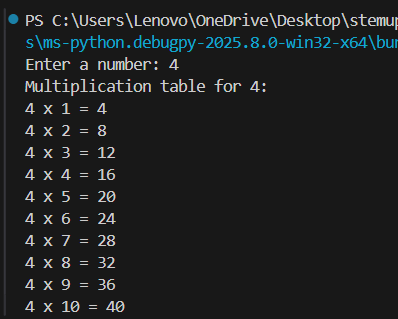 PS C:\Users\Lenovo\OneDrive\Desktop\stemup
s\ms-python.debugpy-2025.8.0-win32-x64\bun
Enter a number: 4
Multiplication table for 4:
4 x 1 = 4
4 x 2 = 8
4 x 3 = 12
4 x 4 = 16
4 x 5 = 20
4 x 6 = 24
4 x 7 = 28
4 x 8 = 32
4 x 9 = 36
4 x 10 = 40